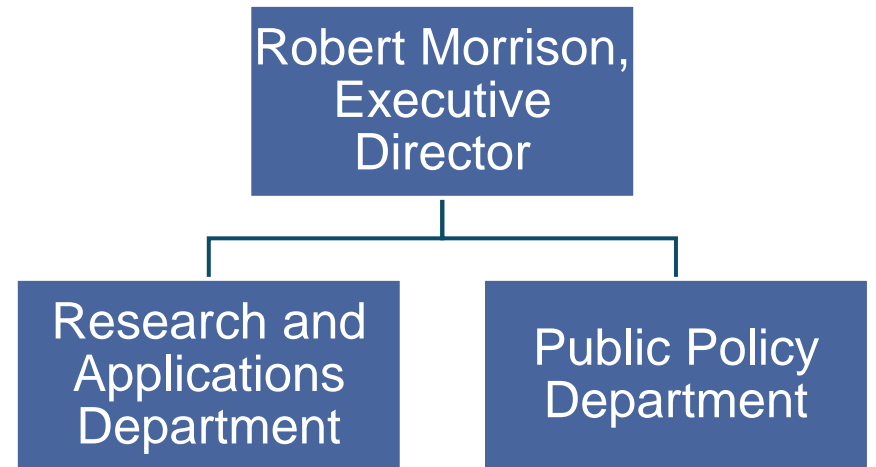 Robert Morrison,
Executive
Director
Research and
Applications
Department
Public Policy
Department